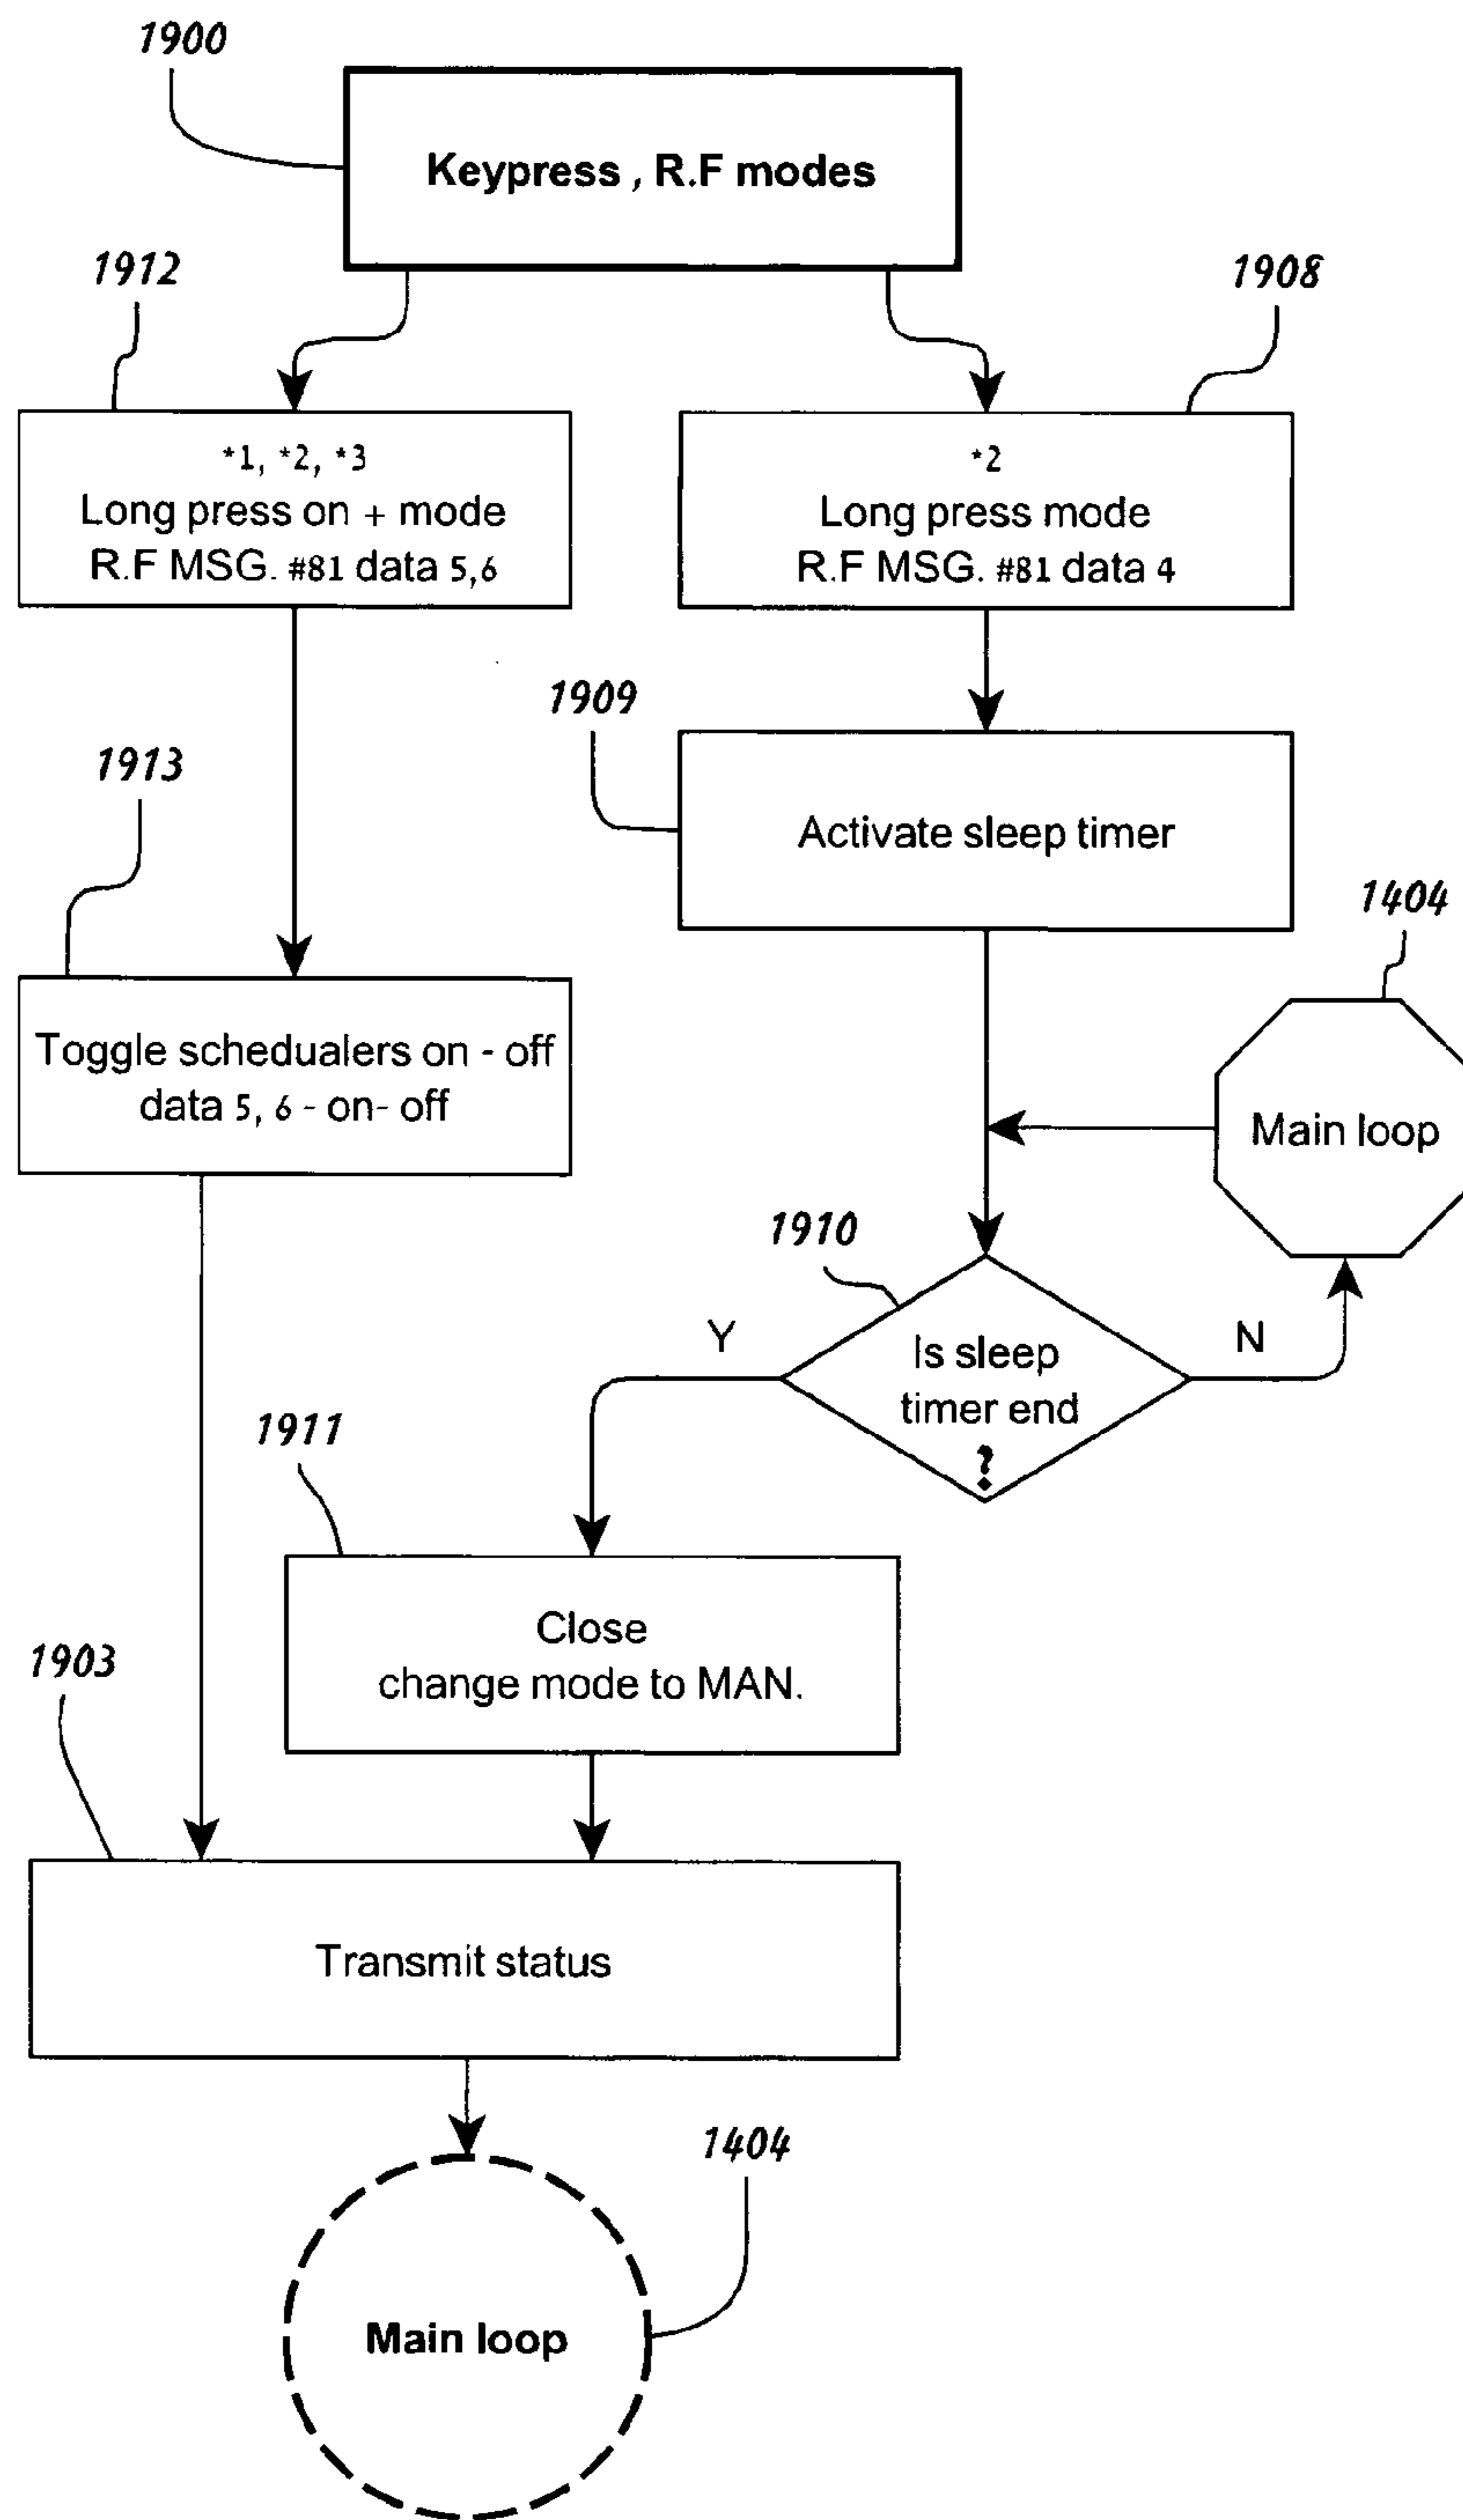 1900
Keypress , R.F modes
1912
1908
*1, *2, *3
Long press on + mode
R.F MSG. #81 data 5,6
*2
Long press mode
R.F MSG. #81 data 4
1909
Activate sleep timer
1913
Toggle schedualers on - off
data 5, 6 - on- off
1404
Main loop
1910
Is sleep
timer end
?
Y
N
1911
Close
change mode to MAN.
1903
Transmit status
1404
Main loop